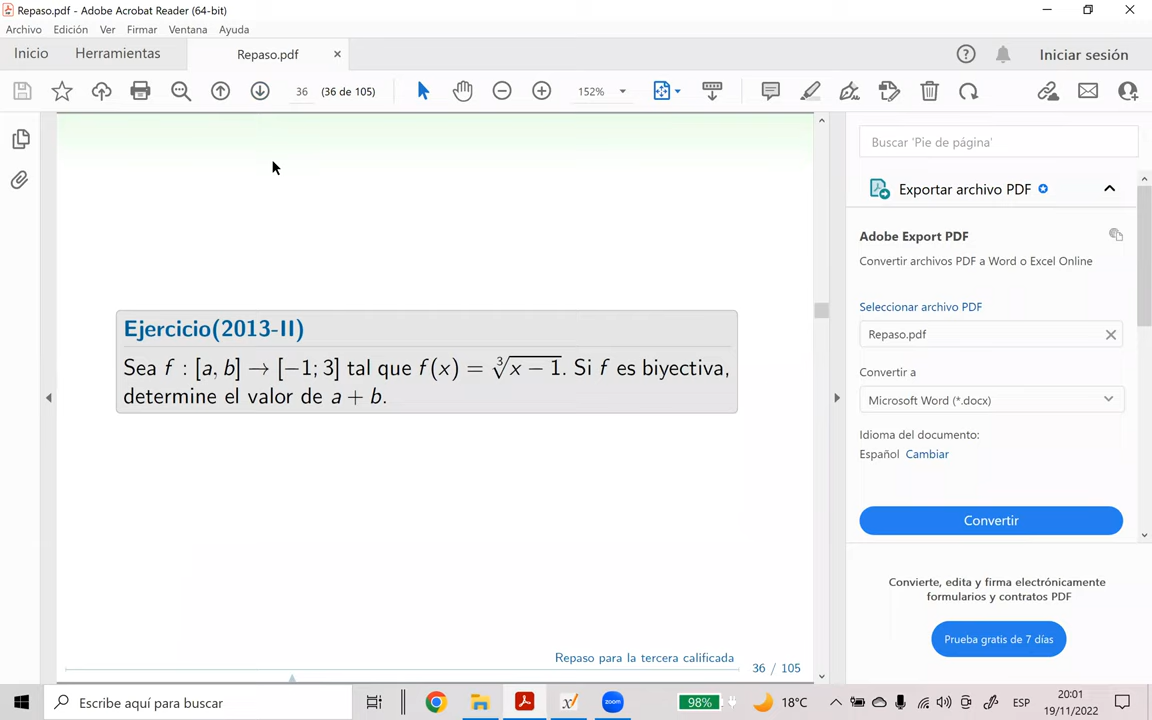 Repaso.pdf - Adobe Acrobat Reader (64-bit)
Archivo Edición Ver Firmar Ventana Ayuda
Inicio Herramientas Repaso.pdf × Iniciar sesión
36 (36 de 105) 152%
Buscar 'Pie de página'
Exportar archivo PDF
Adobe Export PDF
Convertir archivos PDF a Word o Excel Online
Seleccionar archivo PDF
Repaso.pdf
Convertir a
Microsoft Word (*.docx)
Idioma del documento:
Español Cambiar
Convertir
Convierte, edita y firma electrónicamente
formularios y contratos PDF
Prueba gratis de 7 días
Ejercicio(2013-II)
Sea f : [a, b] → [−1; 3] tal que f(x) = ∛(x − 1). Si f es biyectiva,
determine el valor de a + b.
Repaso para la tercera calificada
36 / 105
Escribe aquí para buscar
zoom
98%
18°C
ESP
20:01
19/11/2022